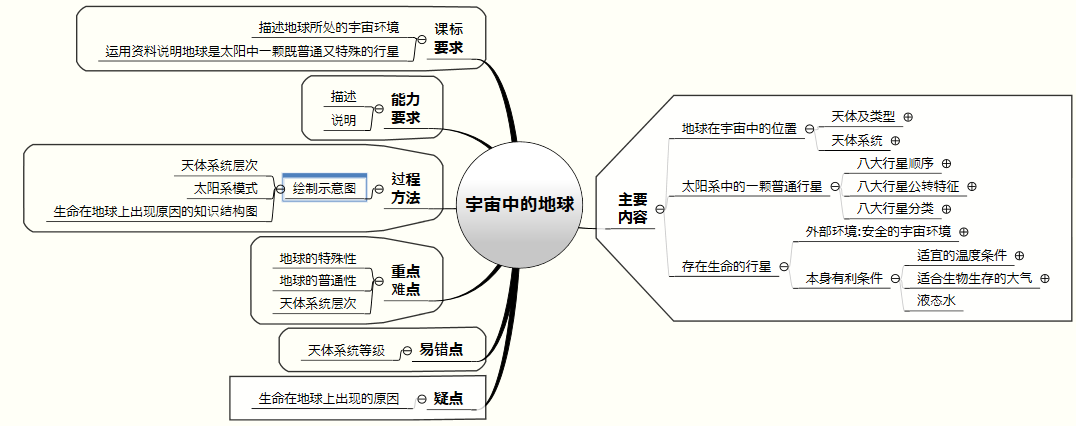 课标
要求
描述地球所处的宇宙环境
运用资料说明地球是太阳中一颗既普通又特殊的行星
能力
要求
描述
说明
过程
方法
绘制示意图
天体系统层次
太阳系模式
生命在地球上出现原因的知识结构图
重点
难点
地球的特殊性
地球的普通性
天体系统层次
易错点
天体系统等级
疑点
生命在地球上出现的原因
宇宙中的地球
主要
内容
地球在宇宙中的位置
天体及类型
天体系统
太阳系中的一颗普通行星
八大行星顺序
八大行星公转特征
八大行星分类
存在生命的行星
外部环境:安全的宇宙环境
本身有利条件
适宜的温度条件
适合生物生存的大气
液态水